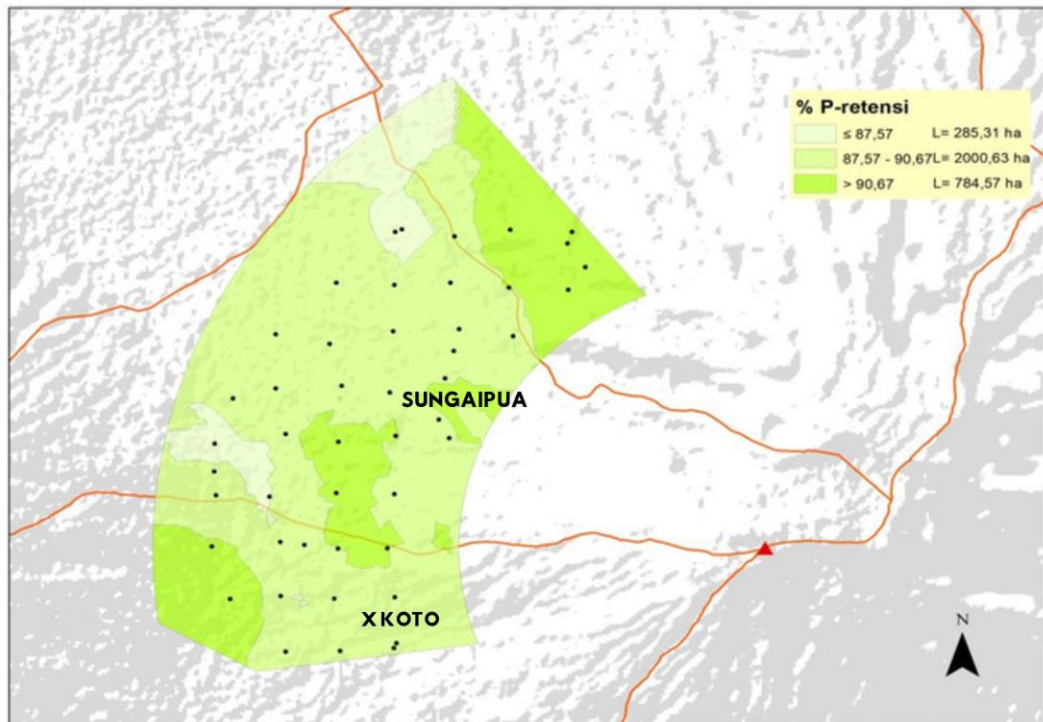 % P-retensi
≤ 87,57 L= 285,31 ha
87,57 - 90,67 L= 2000,63 ha
> 90,67 L= 784,57 ha
SUNGAIPUA
X KOTO
N